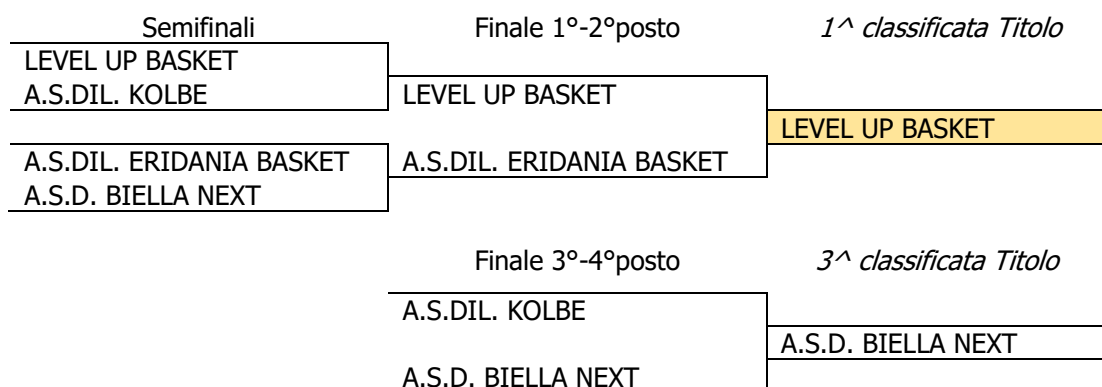 Semifinali Finale 1°-2°posto 1^ classificata Titolo
LEVEL UP BASKET
A.S.DIL. KOLBE LEVEL UP BASKET
LEVEL UP BASKET
A.S.DIL. ERIDANIA BASKET A.S.DIL. ERIDANIA BASKET
A.S.D. BIELLA NEXT
Finale 3°-4°posto 3^ classificata Titolo
A.S.DIL. KOLBE
A.S.D. BIELLA NEXT
A.S.D. BIELLA NEXT